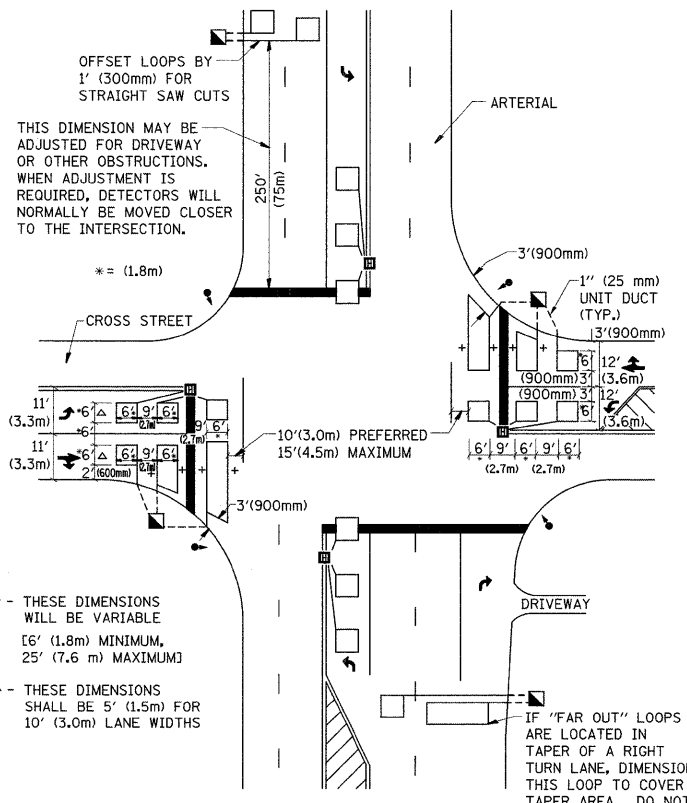 OFFSET LOOPS BY
1' (300mm) FOR
STRAIGHT SAW CUTS
ARTERIAL
THIS DIMENSION MAY BE
ADJUSTED FOR DRIVEWAY
OR OTHER OBSTRUCTIONS.
WHEN ADJUSTMENT IS
REQUIRED, DETECTORS WILL
NORMALLY BE MOVED CLOSER
TO THE INTERSECTION.
250'
(75m)
* = (1.8m)
3'(900mm)
1" (25 mm)
UNIT DUCT
(TYP.)
CROSS STREET
3'(900mm)
6' 12'
(900mm) 3' (3.6m)
(900mm) 3' 12'
6' (3.6m)
11'
(3.3m)
*6' 6' 9' 6'
(2.7m)
*6'
(2.7m) 9' 6'
*
11'
(3.3m)
*6' 6' 9' 6'
(2.7m)
2' (600mm)
10'(3.0m) PREFERRED
15'(4.5m) MAXIMUM
6' 9' 6' 9' 6'
* * *
(2.7m) (2.7m)
3'(900mm)
- THESE DIMENSIONS
WILL BE VARIABLE
[6' (1.8m) MINIMUM,
25' (7.6 m) MAXIMUM]
DRIVEWAY
- THESE DIMENSIONS
SHALL BE 5' (1.5m) FOR
10' (3.0m) LANE WIDTHS
IF "FAR OUT" LOOPS
ARE LOCATED IN
TAPER OF A RIGHT
TURN LANE, DIMENSION
THIS LOOP TO COVER
TAPER AREA. DO NOT